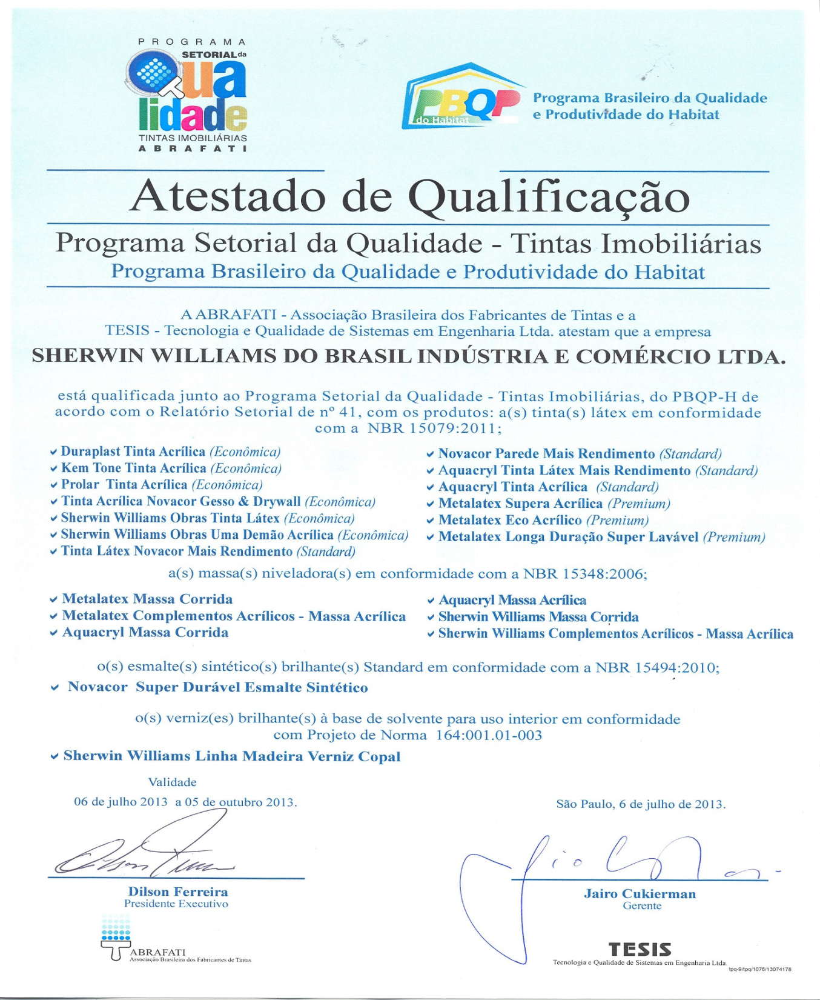 PROGRAMA
SETORIAL da
Qualidade
TINTAS IMOBILIÁRIAS
ABRAFATI
PBQP
do Habitat
Programa Brasileiro da Qualidade
e Produtividade do Habitat
Atestado de Qualificação
Programa Setorial da Qualidade - Tintas Imobiliárias
Programa Brasileiro da Qualidade e Produtividade do Habitat
A ABRAFATI - Associação Brasileira dos Fabricantes de Tintas e a
TESIS - Tecnologia e Qualidade de Sistemas em Engenharia Ltda. atestam que a empresa
SHERWIN WILLIAMS DO BRASIL INDÚSTRIA E COMÉRCIO LTDA.
está qualificada junto ao Programa Setorial da Qualidade - Tintas Imobiliárias, do PBQP-H de
acordo com o Relatório Setorial de nº 41, com os produtos: a(s) tinta(s) látex em conformidade
com a NBR 15079:2011;
Duraplast Tinta Acrílica (Econômica)
Kem Tone Tinta Acrílica (Econômica)
Prolar Tinta Acrílica (Econômica)
Tinta Acrílica Novacor Gesso & Drywall (Econômica)
Sherwin Williams Obras Tinta Látex (Econômica)
Sherwin Williams Obras Uma Demão Acrílica (Econômica)
Tinta Látex Novacor Mais Rendimento (Standard)
Novacor Parede Mais Rendimento (Standard)
Aquacryl Tinta Látex Mais Rendimento (Standard)
Aquacryl Tinta Acrílica (Standard)
Metalatex Supera Acrílica (Premium)
Metalatex Eco Acrílico (Premium)
Metalatex Longa Duração Super Lavável (Premium)
a(s) massa(s) niveladora(s) em conformidade com a NBR 15348:2006;
Metalatex Massa Corrida
Metalatex Complementos Acrílicos - Massa Acrílica
Aquacryl Massa Corrida
Aquacryl Massa Acrílica
Sherwin Williams Massa Corrida
Sherwin Williams Complementos Acrílicos - Massa Acrílica
o(s) esmalte(s) sintético(s) brilhante(s) Standard em conformidade com a NBR 15494:2010;
Novacor Super Durável Esmalte Sintético
o(s) verniz(es) brilhante(s) à base de solvente para uso interior em conformidade
com Projeto de Norma 164:001.01-003
Sherwin Williams Linha Madeira Verniz Copal
Validade
06 de julho 2013 a 05 de outubro 2013.
São Paulo, 6 de julho de 2013.
Dilson Ferreira
Presidente Executivo
ABRAFATI
Associação Brasileira dos Fabricantes de Tintas
Jairo Cukierman
Gerente
TESIS
Tecnologia e Qualidade de Sistemas em Engenharia Ltda.
tpq-9/tpq/1076/13074178